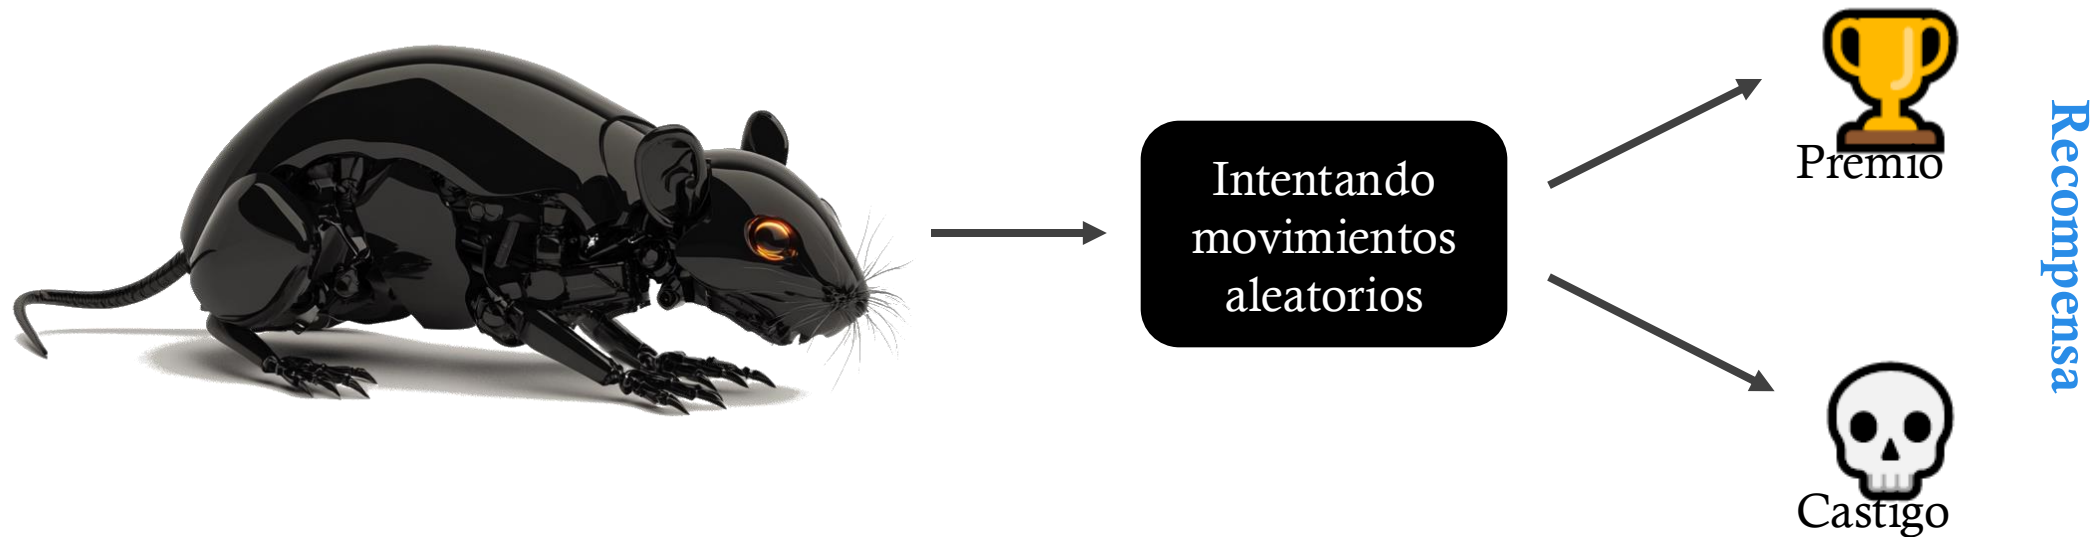 Intentando
movimientos
aleatorios
Premio
Castigo
Recompensa